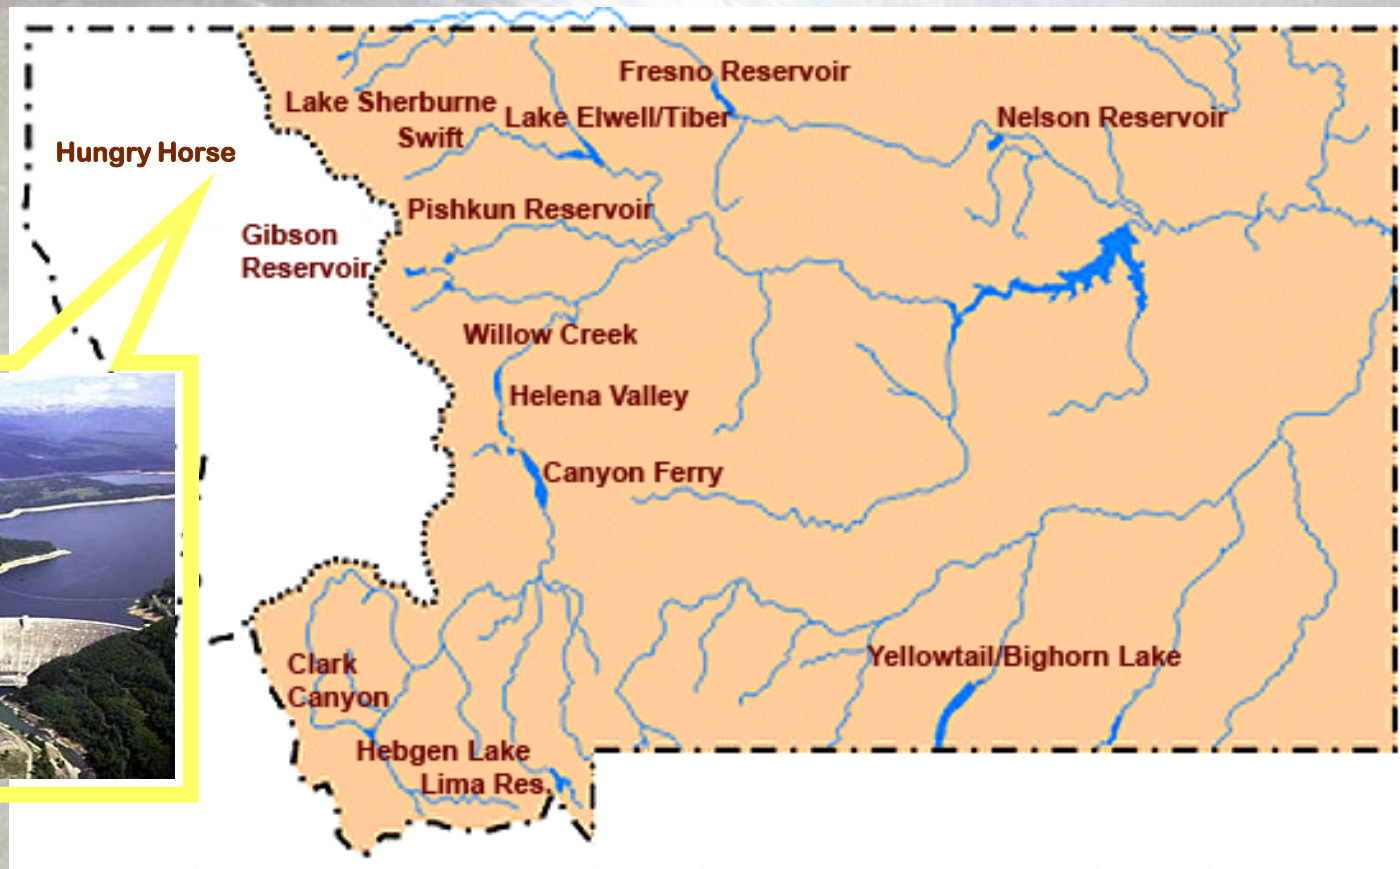 Fresno Reservoir
Lake Sherburne
Swift
Lake Elwell/Tiber
Nelson Reservoir
Hungry Horse
Pishkun Reservoir
Gibson
Reservoir
Willow Creek
Helena Valley
Canyon Ferry
Clark
Canyon
Yellowtail/Bighorn Lake
Hebgen Lake
Lima Res.